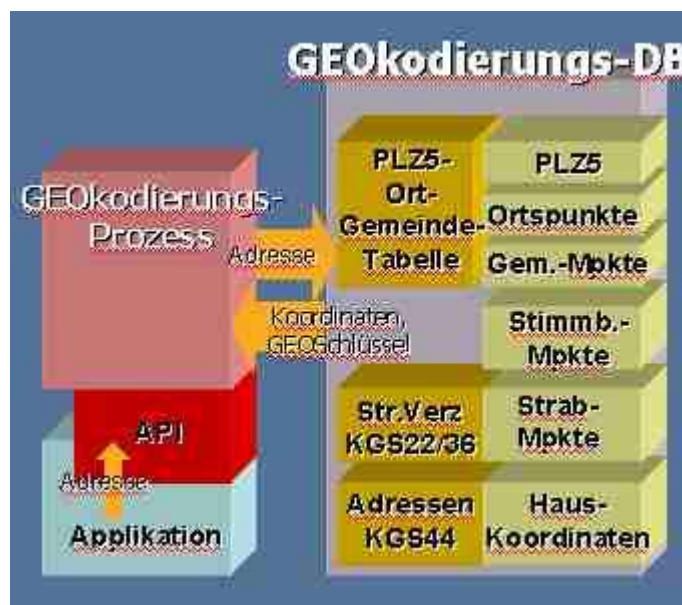 GEOkodierungs-DB
GEOkodierungs-
Prozess
Adresse
Koordinaten,
GEOSchlüssel
API
Adresse
Applikation
PLZ5-
Ort-
Gemeinde-
Tabelle
PLZ5
Ortspunkte
Gem.-Mpkte
Stimmb.-
Mpkte
Str.Verz
KGS22/36
Strab-
Mpkte
Adressen
KGS44
Haus-
Koordinaten